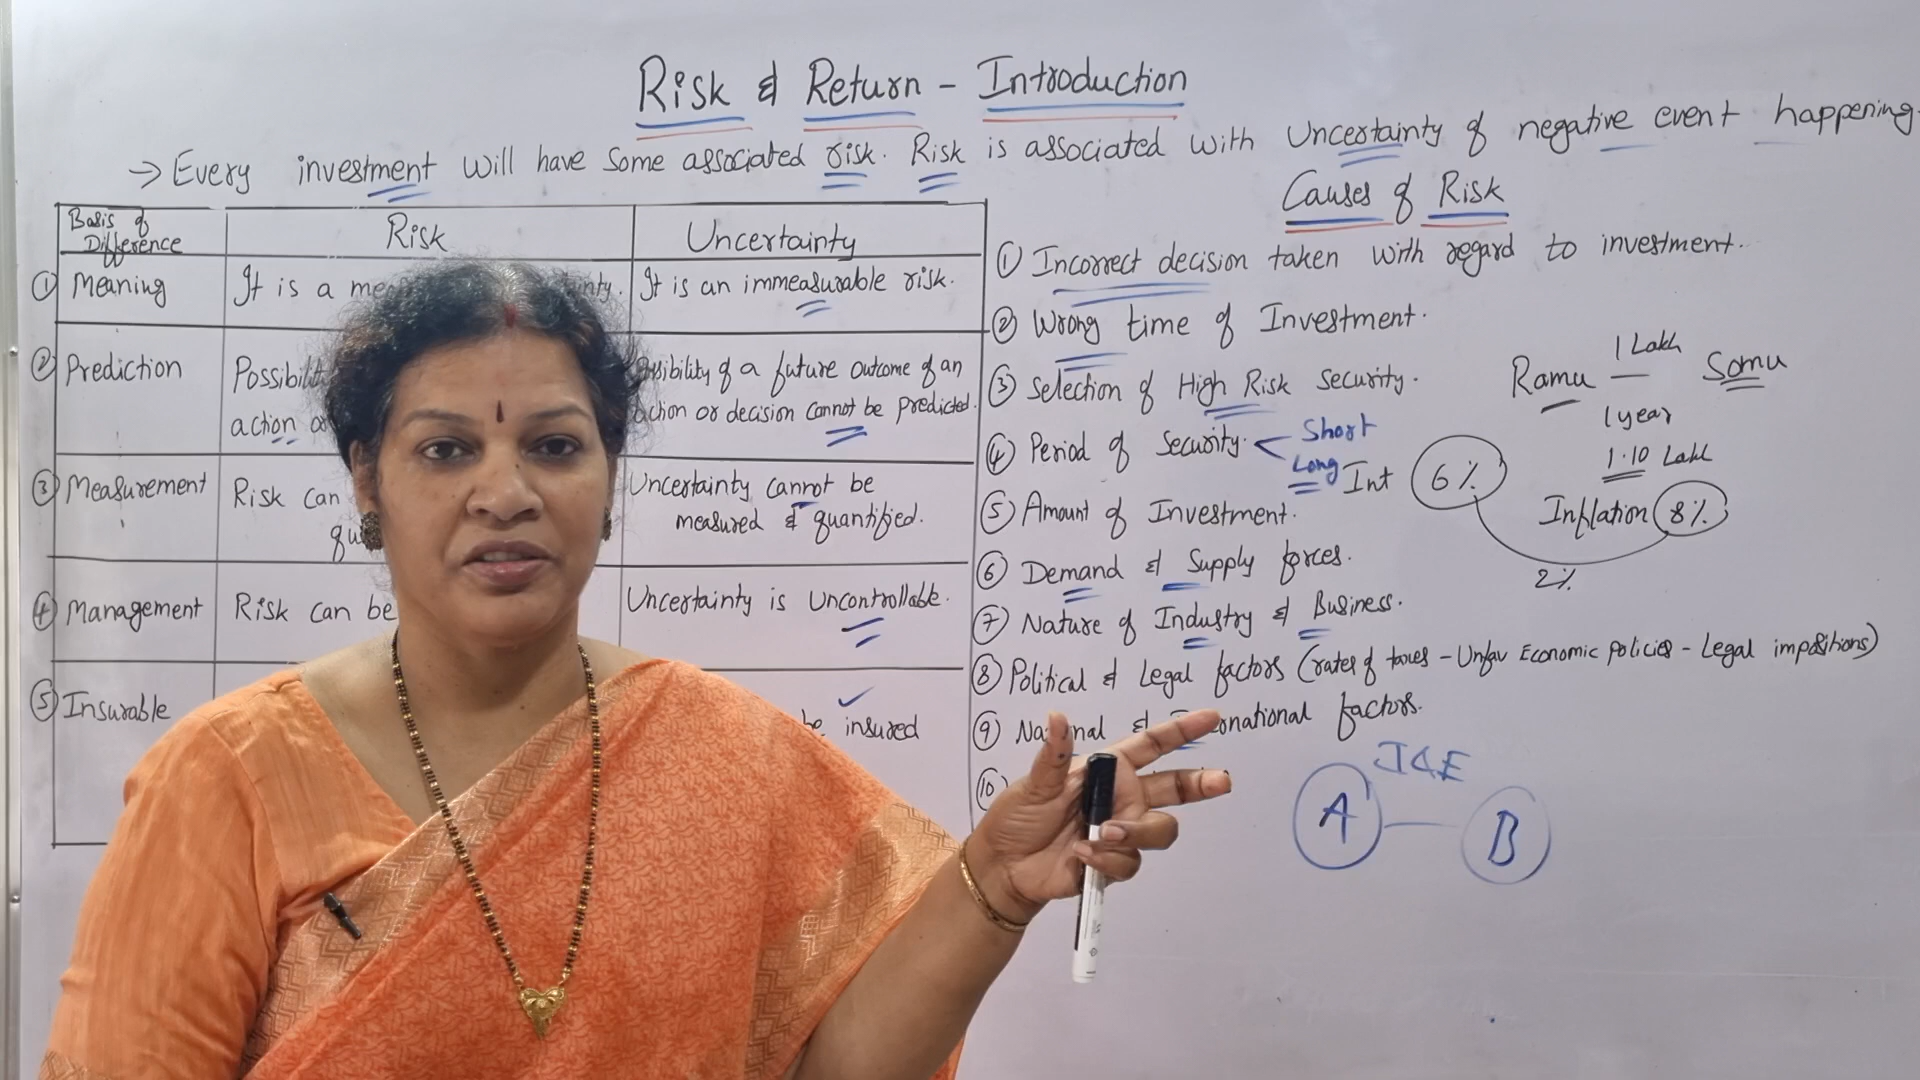 Risk & Return - Introduction
→ Every investment will have some associated risk. Risk is associated with Uncertainty of negative event happening.
Basis of
Difference
Risk
Uncertainty
① Meaning
It is a
It is an immeasurable risk.
② Prediction
action
of a future outcome of an
action or decision cannot be predicted.
③ Measurement
Risk can
Uncertainty cannot be
measured & quantified.
④ Management
Risk can be
Uncertainty is Uncontrollable.
⑤ Insurable
be insured
Causes of Risk
① Incorrect decision taken with regard to investment.
② Wrong time of Investment.
③ Selection of High Risk Security.
④ Period of Security.
Short
Long
⑤ Amount of Investment.
⑥ Demand & Supply forces.
⑦ Nature of Industry & Business.
⑧ Political & Legal factors (rates of taxes - Unfav Economic policies - Legal impositions)
⑨ & factors.
⑩
Ramu 1 Lakh Somu
1 year
1.10 Lakh
Int 6%
Inflation 8%
2%
A B